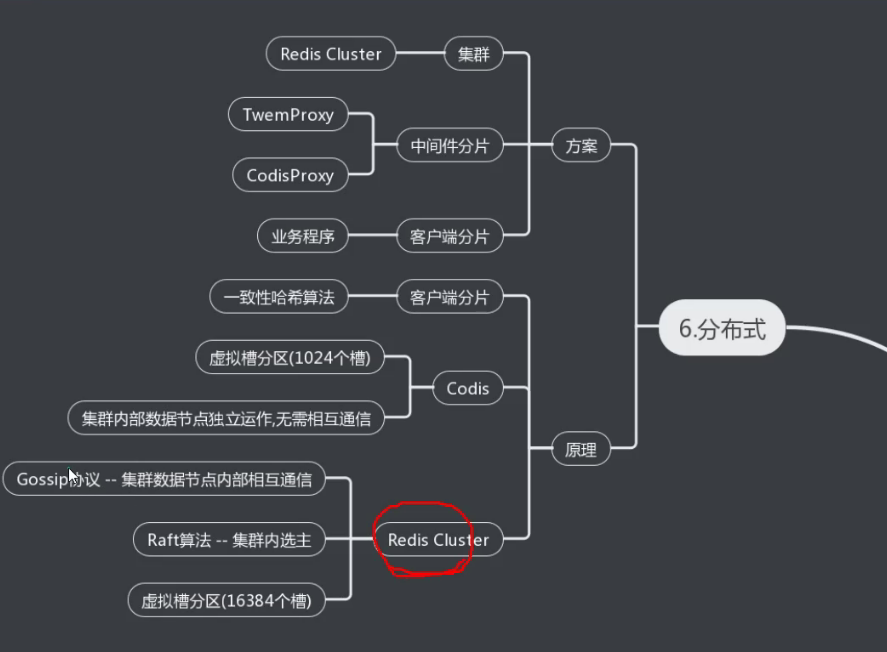 Redis Cluster
集群
TwemProxy
中间件分片
方案
CodisProxy
业务程序
客户端分片
一致性哈希算法
客户端分片
6.分布式
虚拟槽分区(1024个槽)
Codis
集群内部数据节点独立运作,无需相互通信
原理
Gossip协议 -- 集群数据节点内部相互通信
Raft算法 -- 集群内选主
Redis Cluster
虚拟槽分区(16384个槽)